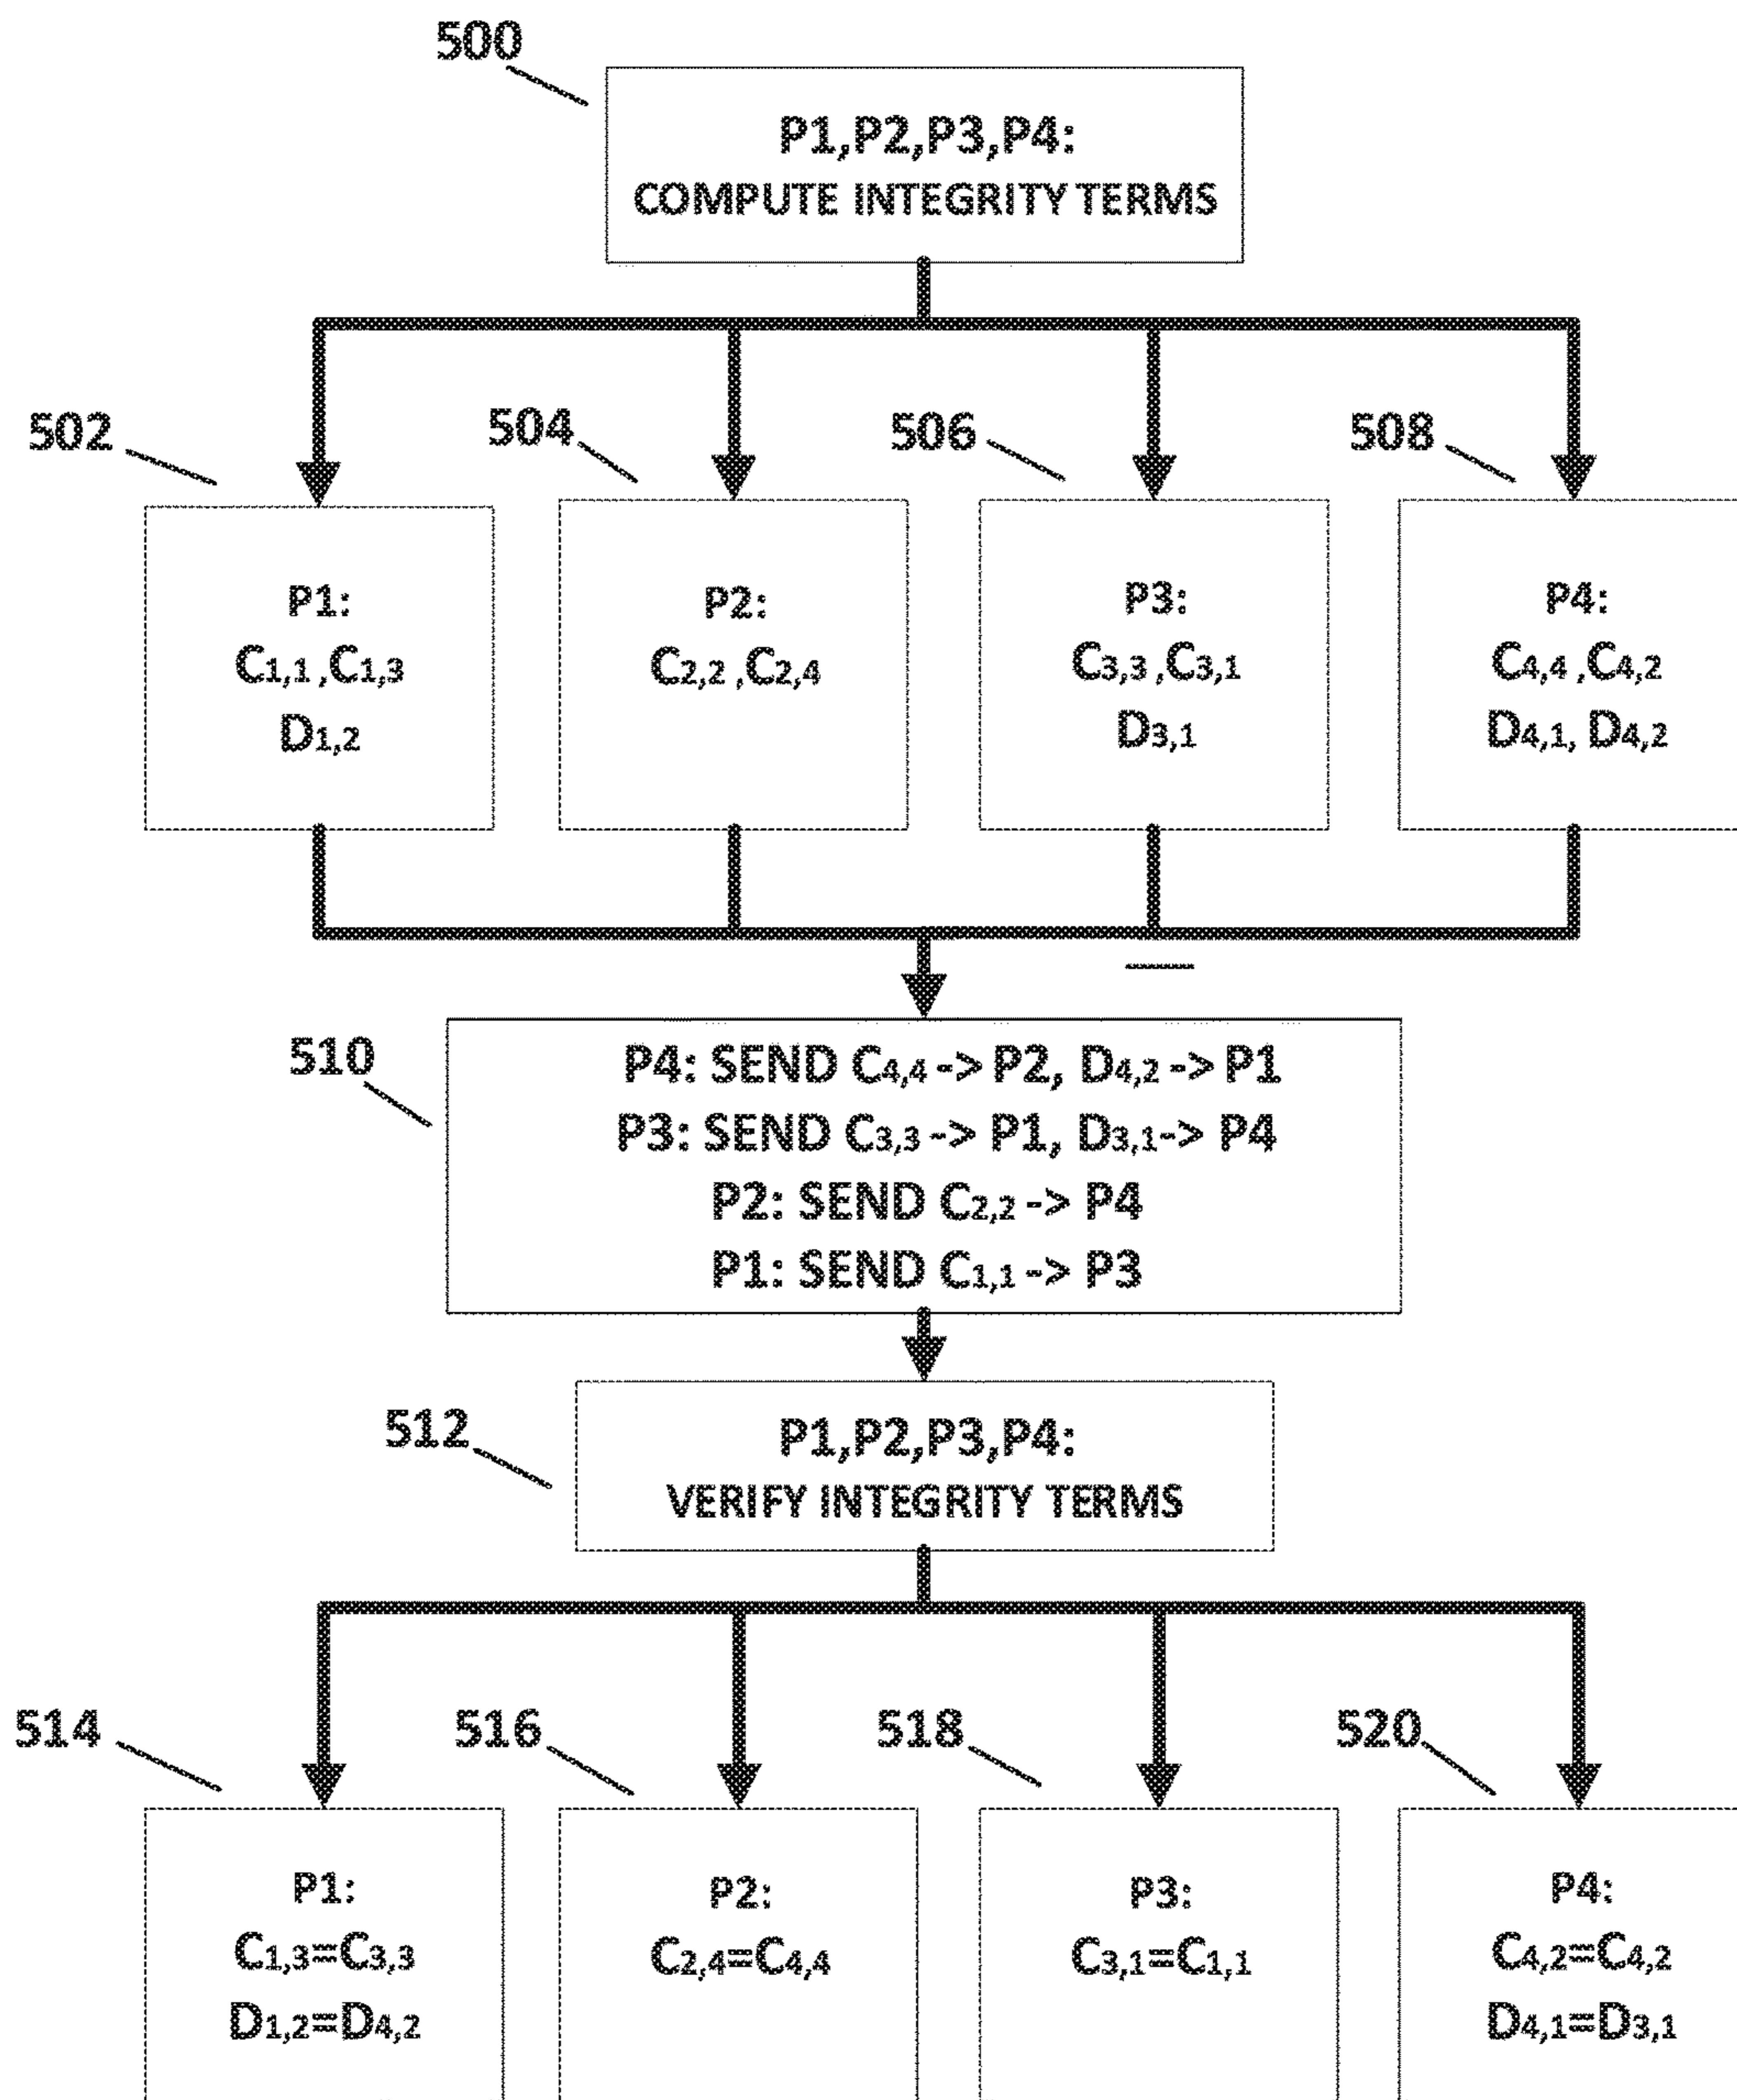 500
P1,P2,P3,P4:
COMPUTE INTEGRITY TERMS
502
504
506
508
P1:
C1,1 ,C1,3
D1,2
P2:
C2,2 ,C2,4
P3:
C3,3 ,C3,1
D3,1
P4:
C4,4 ,C4,2
D4,1, D4,2
510
P4: SEND C4,4 -> P2, D4,2 -> P1
P3: SEND C3,3 -> P1, D3,1-> P4
P2: SEND C2,2 -> P4
P1: SEND C1,1 -> P3
512
P1,P2,P3,P4:
VERIFY INTEGRITY TERMS
514
516
518
520
P1:
C1,3=C3,3
D1,2=D4,2
P2:
C2,4=C4,4
P3:
C3,1=C1,1
P4:
C4,2=C4,2
D4,1=D3,1